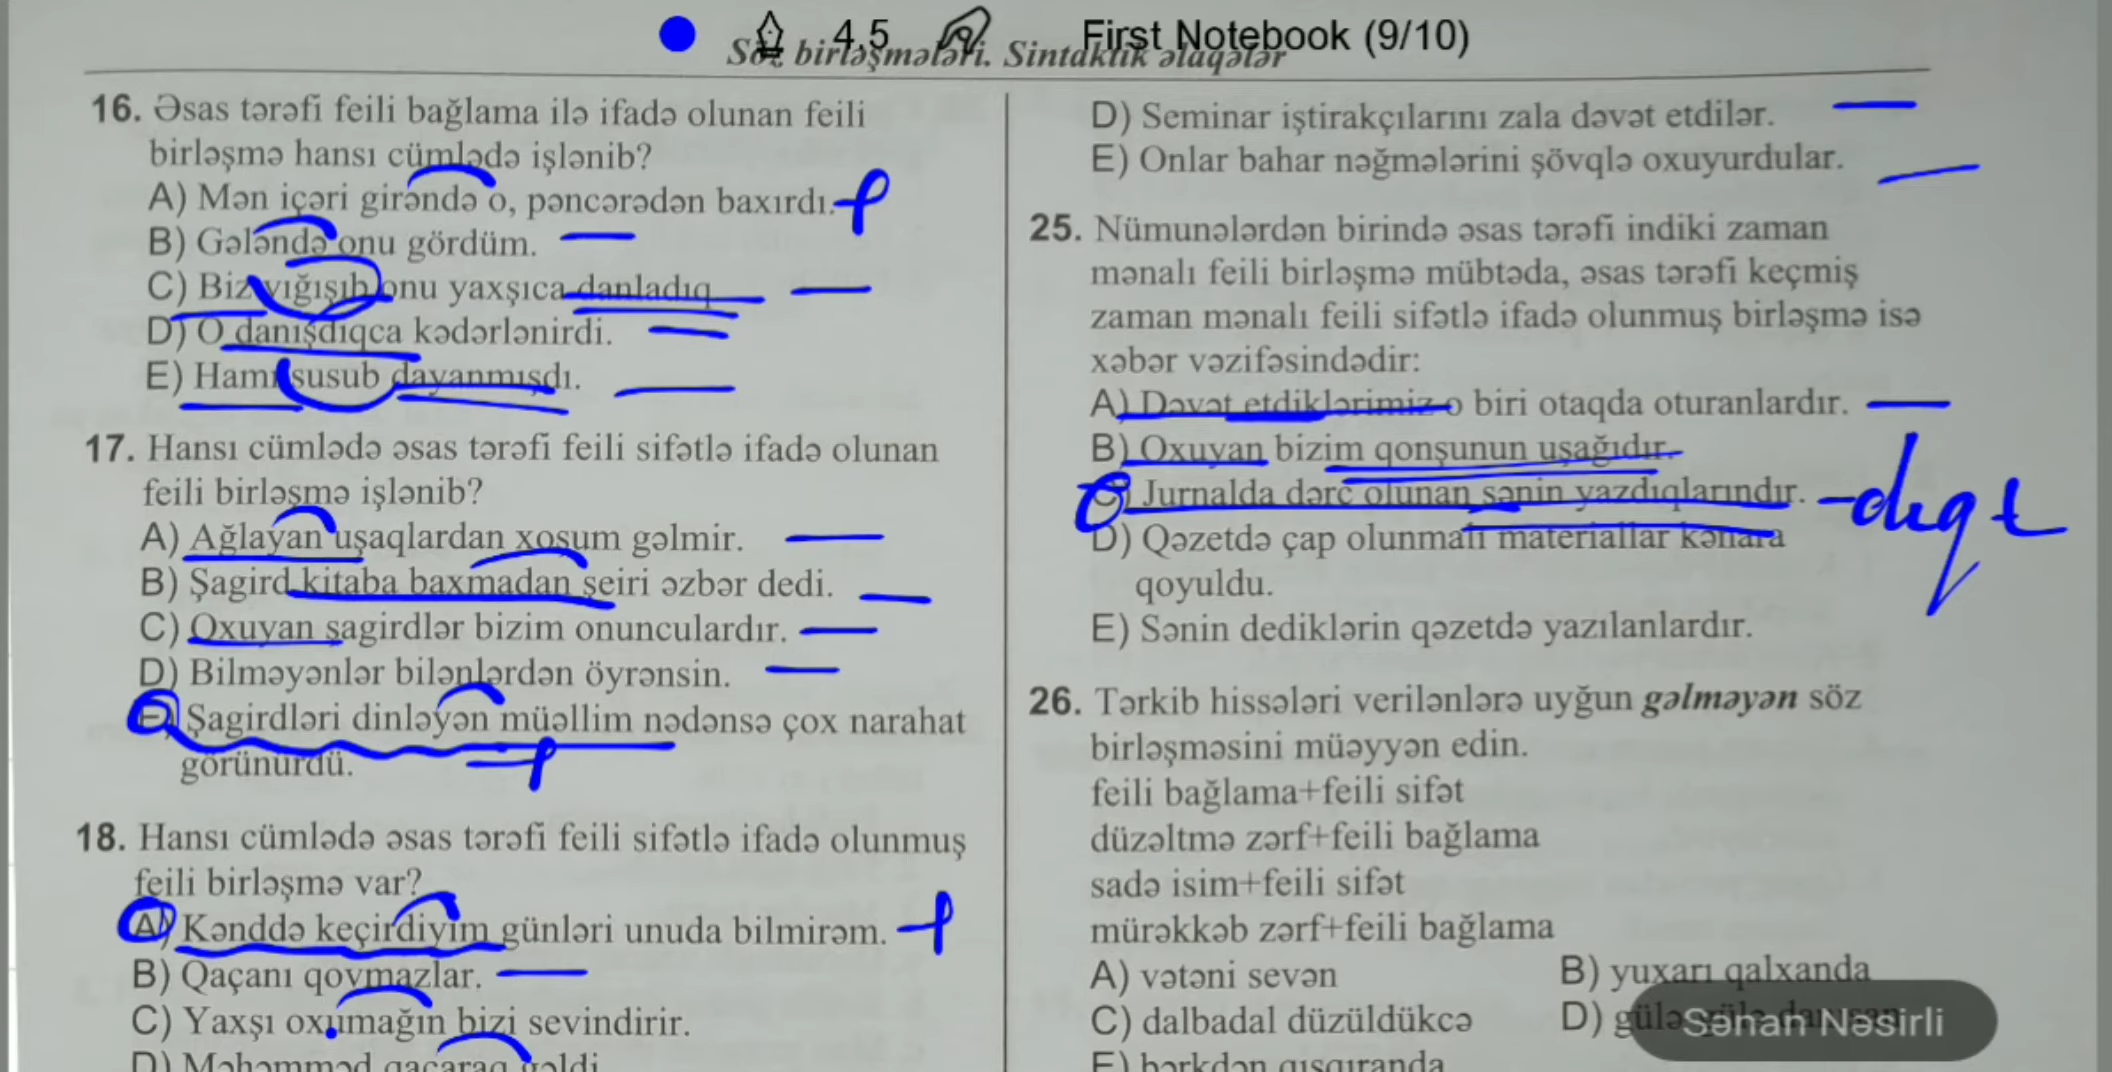 4.5 First Notebook (9/10)
Söz birləşmələri. Sintaktik əlaqələr
16. Əsas tərəfi feili bağlama ilə ifadə olunan feili
birləşmə hansı cümlədə işlənib?
A) Mən içəri girəndə o, pəncərədən baxırdı.
B) Gələndə onu gördüm.
C) Biz yığışıb onu yaxşıca danladıq
D) O danışdıqca kədərlənirdi.
E) Hamı susub dayanmışdı.
17. Hansı cümlədə əsas tərəfi feili sifətlə ifadə olunan
feili birləşmə işlənib?
A) Ağlayan uşaqlardan xoşum gəlmir.
B) Şagird kitaba baxmadan şeiri əzbər dedi.
C) Oxuyan şagirdlər bizim onunculardır.
D) Bilməyənlər bilənlərdən öyrənsin.
E) Şagirdləri dinləyən müəllim nədənsə çox narahat
görünürdü.
18. Hansı cümlədə əsas tərəfi feili sifətlə ifadə olunmuş
feili birləşmə var?
A) Kənddə keçirdiyim günləri unuda bilmirəm.
B) Qaçanı qovmazlar.
C) Yaxşı oxumağın bizi sevindirir.
D) Məhəmməd qaçaraq gəldi
D) Seminar iştirakçılarını zala dəvət etdilər.
E) Onlar bahar nəğmələrini şövqlə oxuyurdular.
25. Nümunələrdən birində əsas tərəfi indiki zaman
mənalı feili birləşmə mübtəda, əsas tərəfi keçmiş
zaman mənalı feili sifətlə ifadə olunmuş birləşmə isə
xəbər vəzifəsindədir:
A) Dəvət etdiklərimiz o biri otaqda oturanlardır.
B) Oxuyan bizim qonşunun uşağıdır.
C) Jurnalda dərc olunan sənin yazdıqlarındır. -dıq4
D) Qəzetdə çap olunmalı materiallar kənara
qoyuldu.
E) Sənin dediklərin qəzetdə yazılanlardır.
26. Tərkib hissələri verilənlərə uyğun gəlməyən söz
birləşməsini müəyyən edin.
feili bağlama+feili sifət
düzəltmə zərf+feili bağlama
sadə isim+feili sifət
mürəkkəb zərf+feili bağlama
A) vətəni sevən B) yuxarı qalxanda
C) dalbadal düzüldükcə D)
Səhan Nəsirli
E) bərkdən qışqıranda